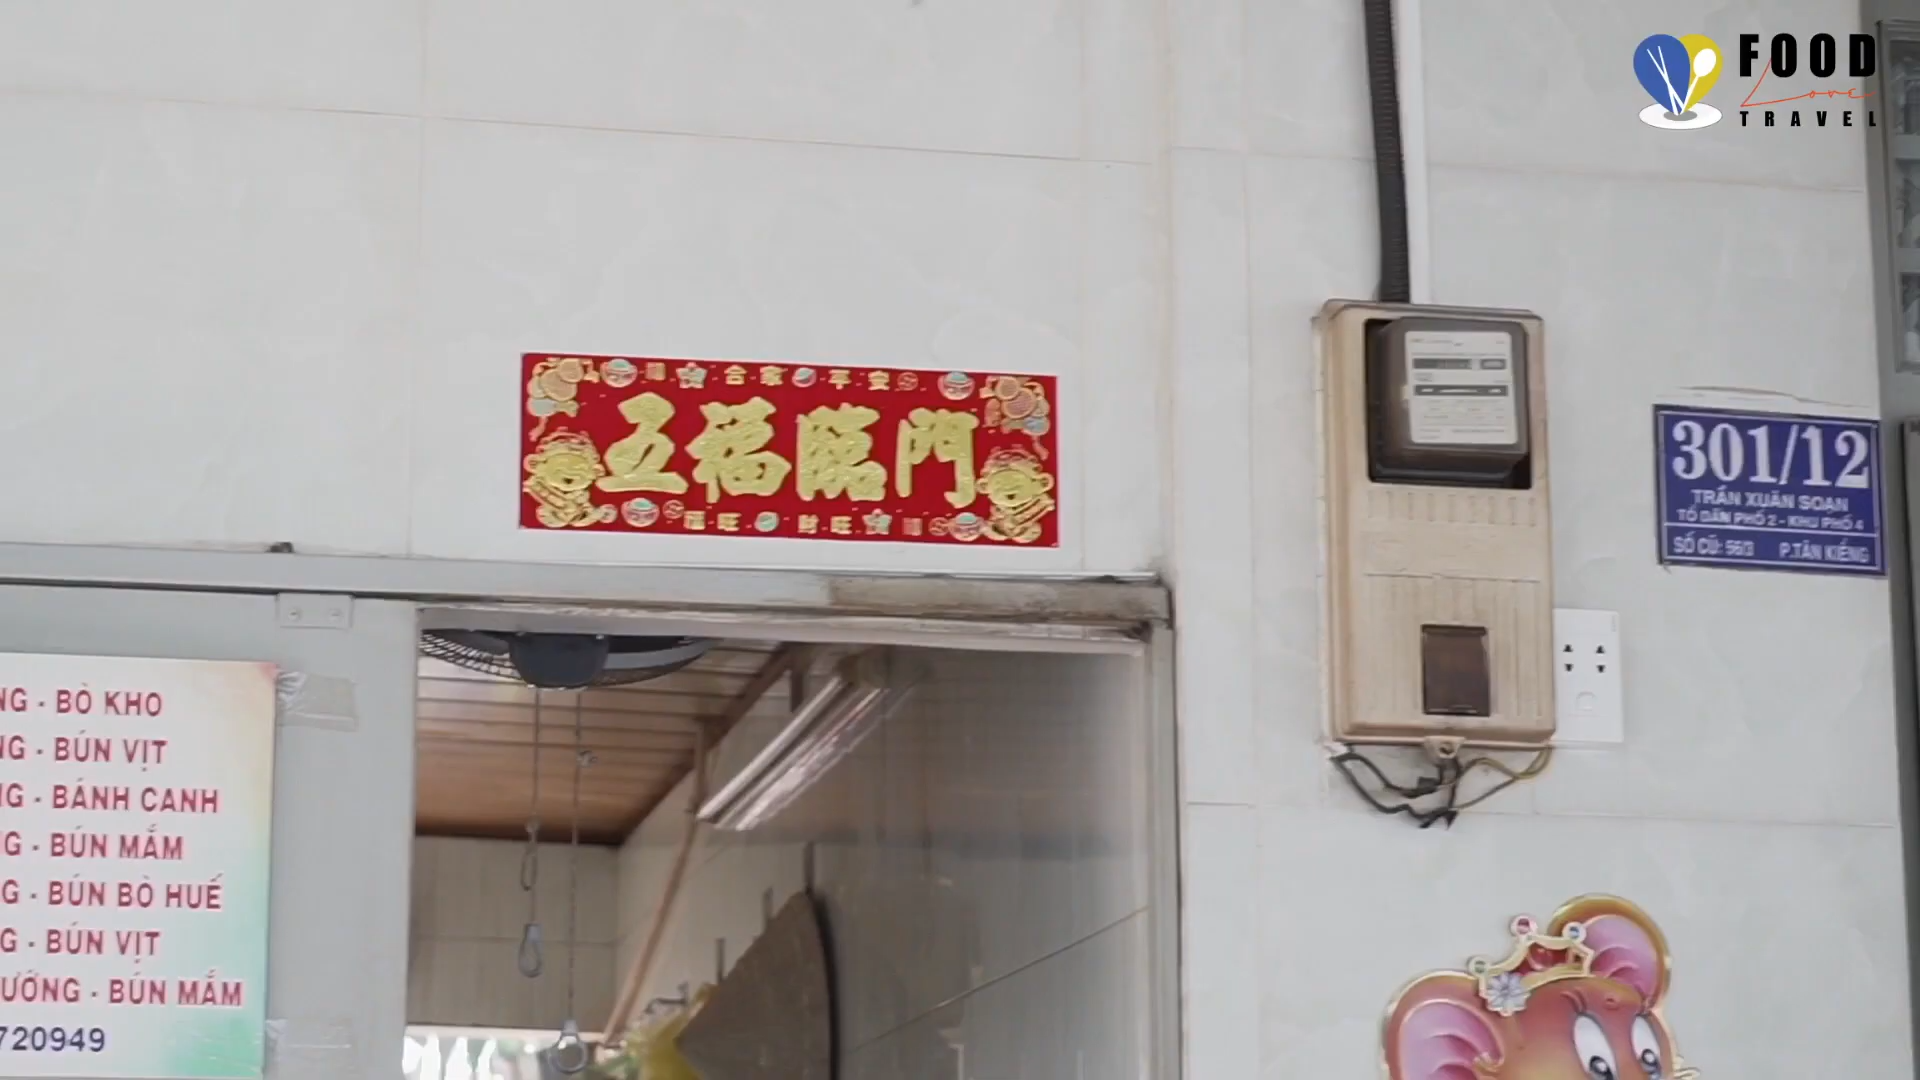 FOOD
Love
TRAVEL
合家 平安
五福臨門
旺 財旺
301/12
TRẦN XUÂN SOẠN
TỔ DÂN PHỐ 2 - KHU PHỐ 4
SỐ CŨ: 56/3 P.TÂN KIỂNG
NG - BÒ KHO
NG - BÚN VỊT
NG - BÁNH CANH
G - BÚN MẮM
G - BÚN BÒ HUẾ
G - BÚN VỊT
ƯỚNG - BÚN MẮM
720949